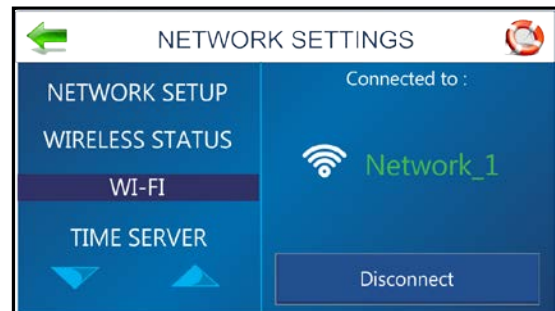 NETWORK SETTINGS
NETWORK SETUP
WIRELESS STATUS
WI-FI
TIME SERVER
Connected to :
Network_1
Disconnect